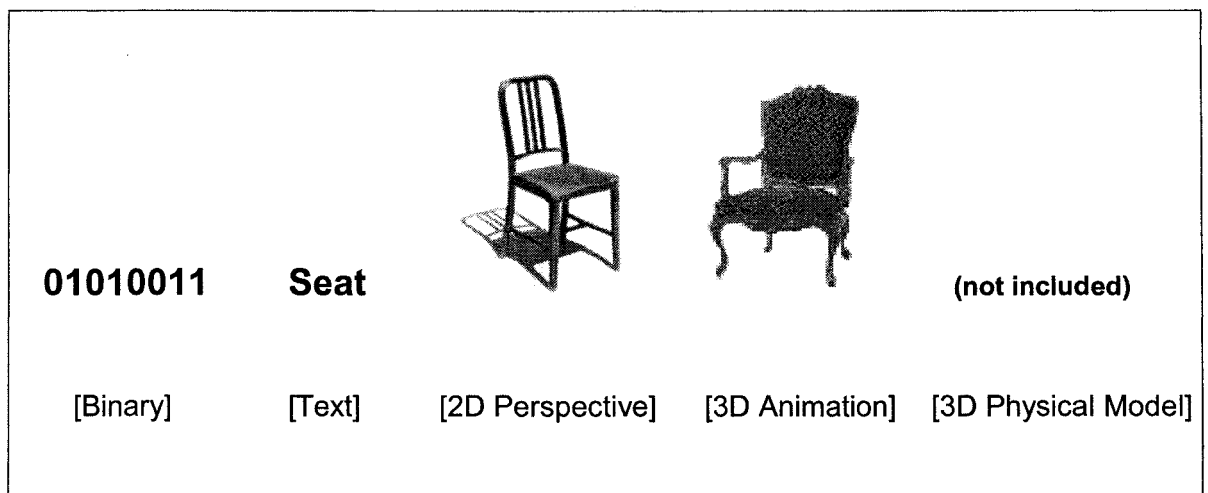 01010011 Seat (not included)
[Binary] [Text] [2D Perspective] [3D Animation] [3D Physical Model]